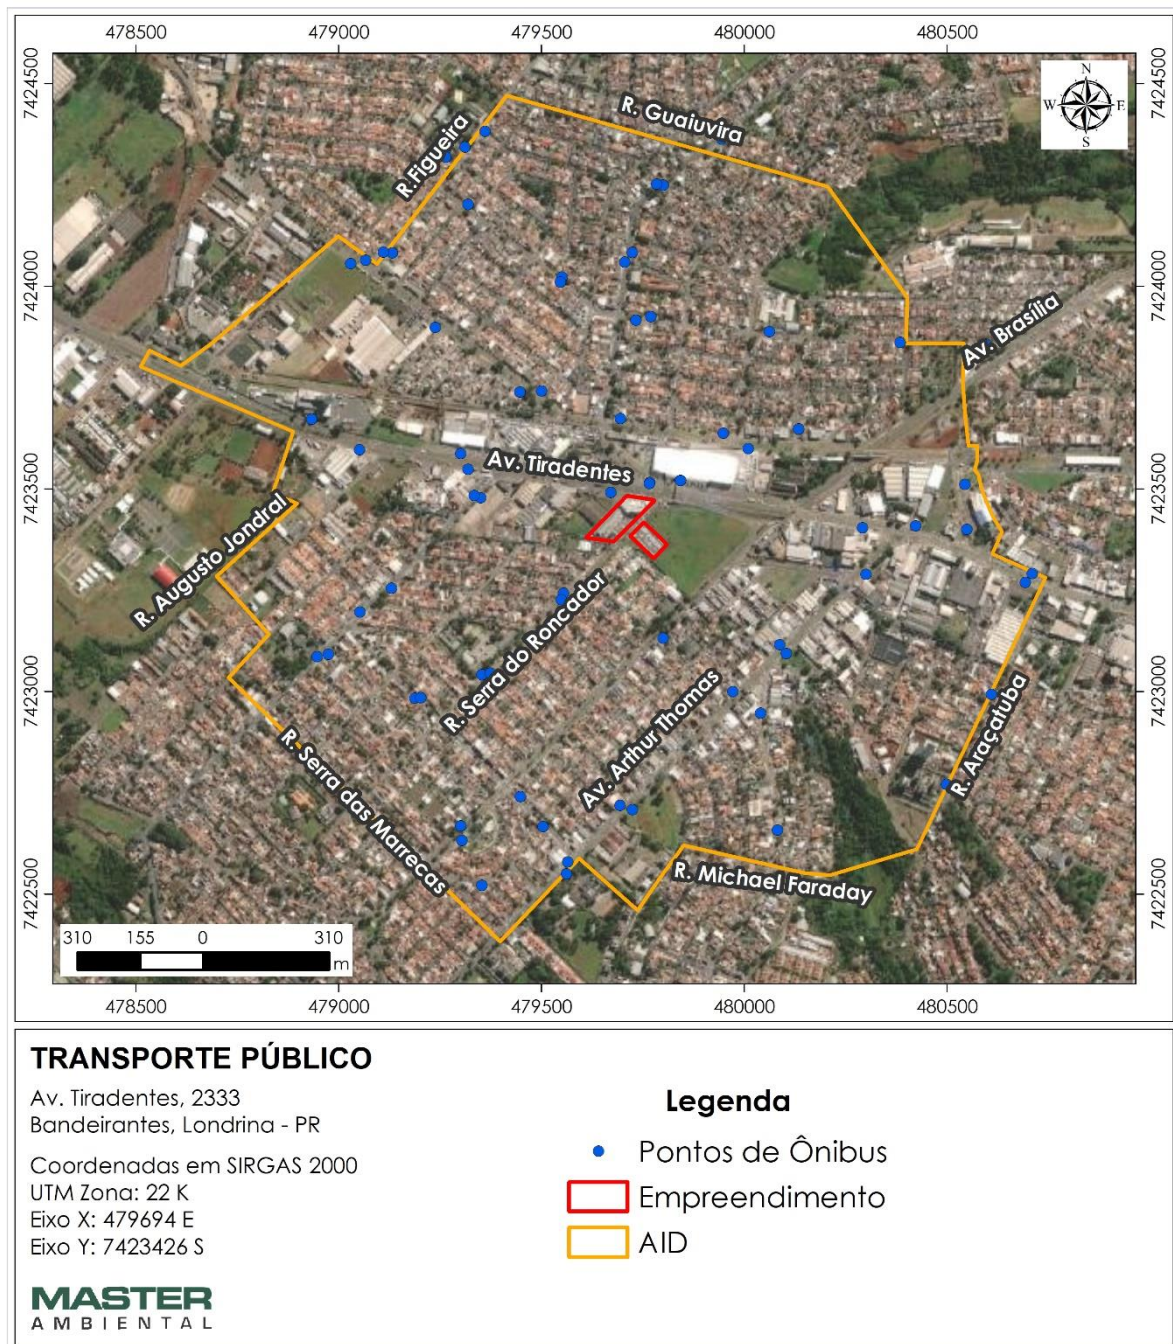 478500 479000 479500 480000 480500
7424500
7424500
N
W E
S
R. Guaiuvira
R.Figueira
7424000
7424000
Av. Brasília
Av. Tiradentes
7423500
7423500
R. Augusto Jondral
R. Serra do Roncador
7423000
7423000
Av. Arthur Thomas
R. Araçatuba
R. Serra das Marrecas
R. Michael Faraday
7422500
7422500
310 155 0 310
m
478500 479000 479500 480000 480500
TRANSPORTE PÚBLICO
Av. Tiradentes, 2333
Bandeirantes, Londrina - PR
Coordenadas em SIRGAS 2000
UTM Zona: 22 K
Eixo X: 479694 E
Eixo Y: 7423426 S
MASTER
AMBIENTAL
Legenda
Pontos de Ônibus
Empreendimento
AID